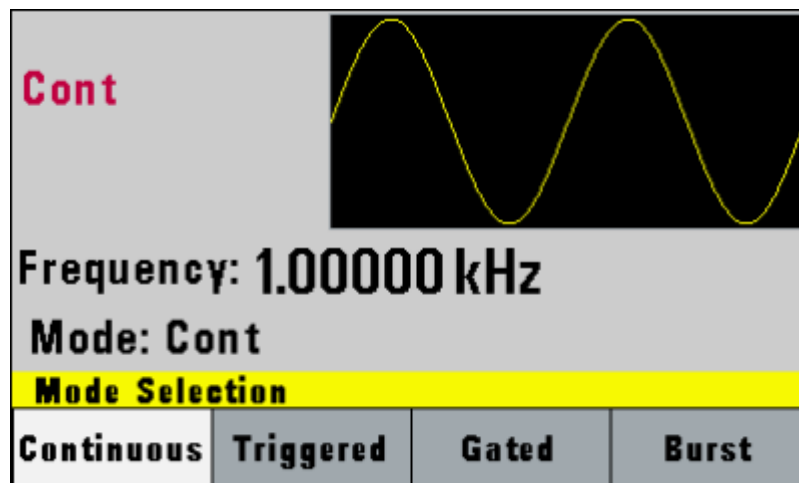 Cont
Frequency: 1.00000 kHz
Mode: Cont
Mode Selection
Continuous Triggered Gated Burst